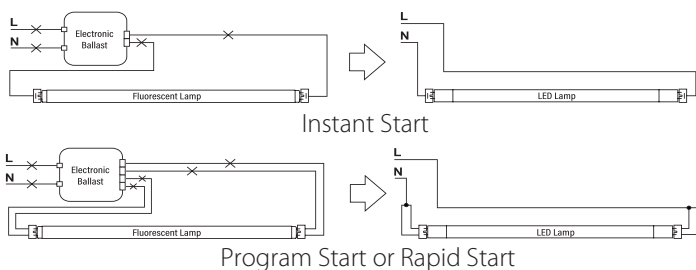 L
N
Electronic
Ballast
Fluorescent Lamp
L
N
LED Lamp
Instant Start
L
N
Electronic
Ballast
Fluorescent Lamp
L
N
LED Lamp
Program Start or Rapid Start